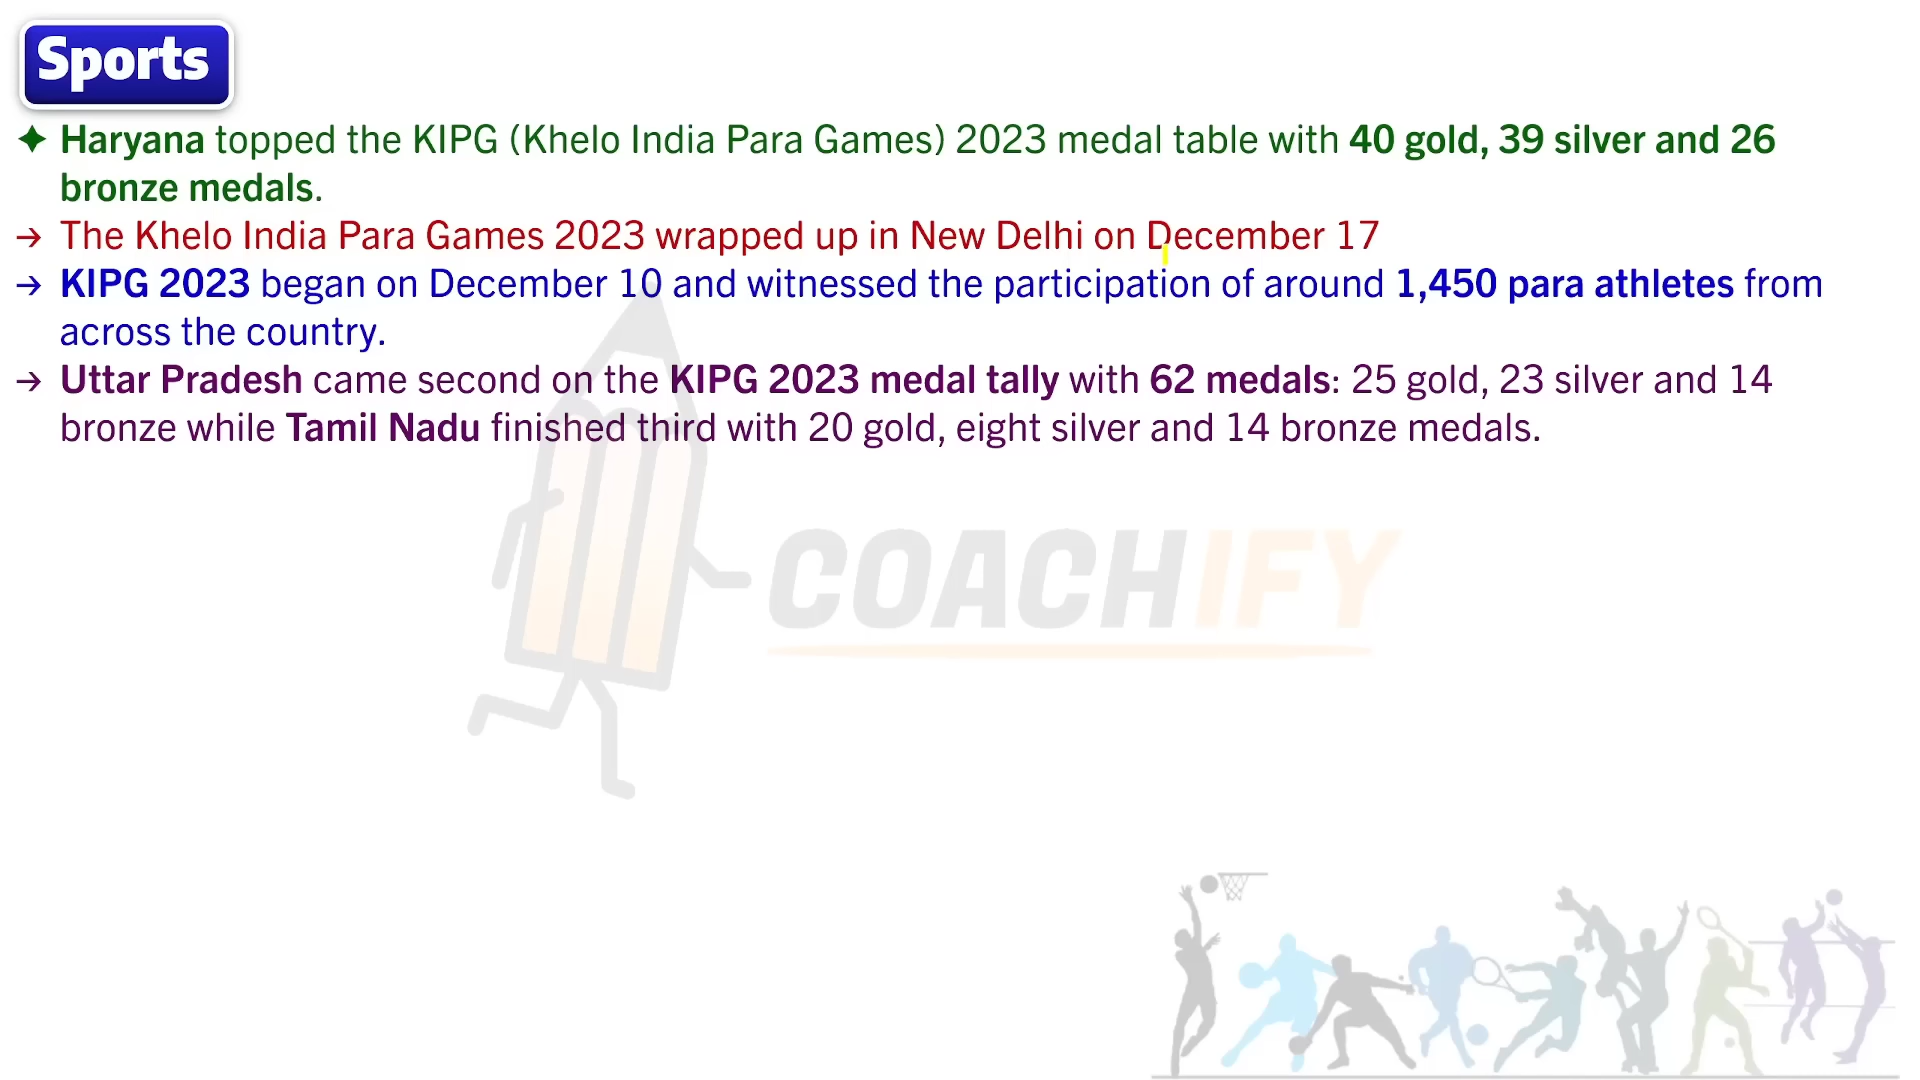 Sports
✦ Haryana topped the KIPG (Khelo India Para Games) 2023 medal table with 40 gold, 39 silver and 26
bronze medals.
→ The Khelo India Para Games 2023 wrapped up in New Delhi on December 17
→ KIPG 2023 began on December 10 and witnessed the participation of around 1,450 para athletes from
across the country.
→ Uttar Pradesh came second on the KIPG 2023 medal tally with 62 medals: 25 gold, 23 silver and 14
bronze while Tamil Nadu finished third with 20 gold, eight silver and 14 bronze medals.
COACHIFY